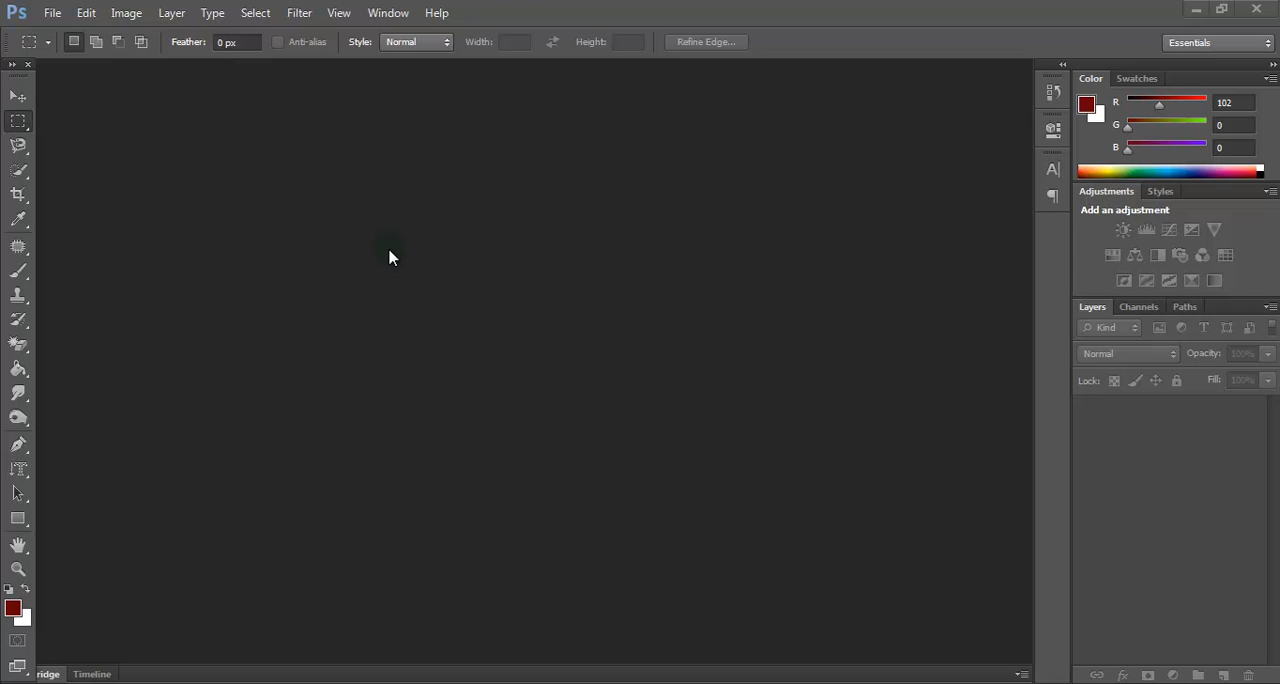 Ps File Edit Image Layer Type Select Filter View Window Help
Feather: 0 px Anti-alias Style: Normal Width: Height: Refine Edge... Essentials
Color Swatches
R 102
G 0
B 0
Adjustments Styles
Add an adjustment
Layers Channels Paths
Kind
Normal Opacity: 100%
Lock: Fill: 100%
ridge Timeline